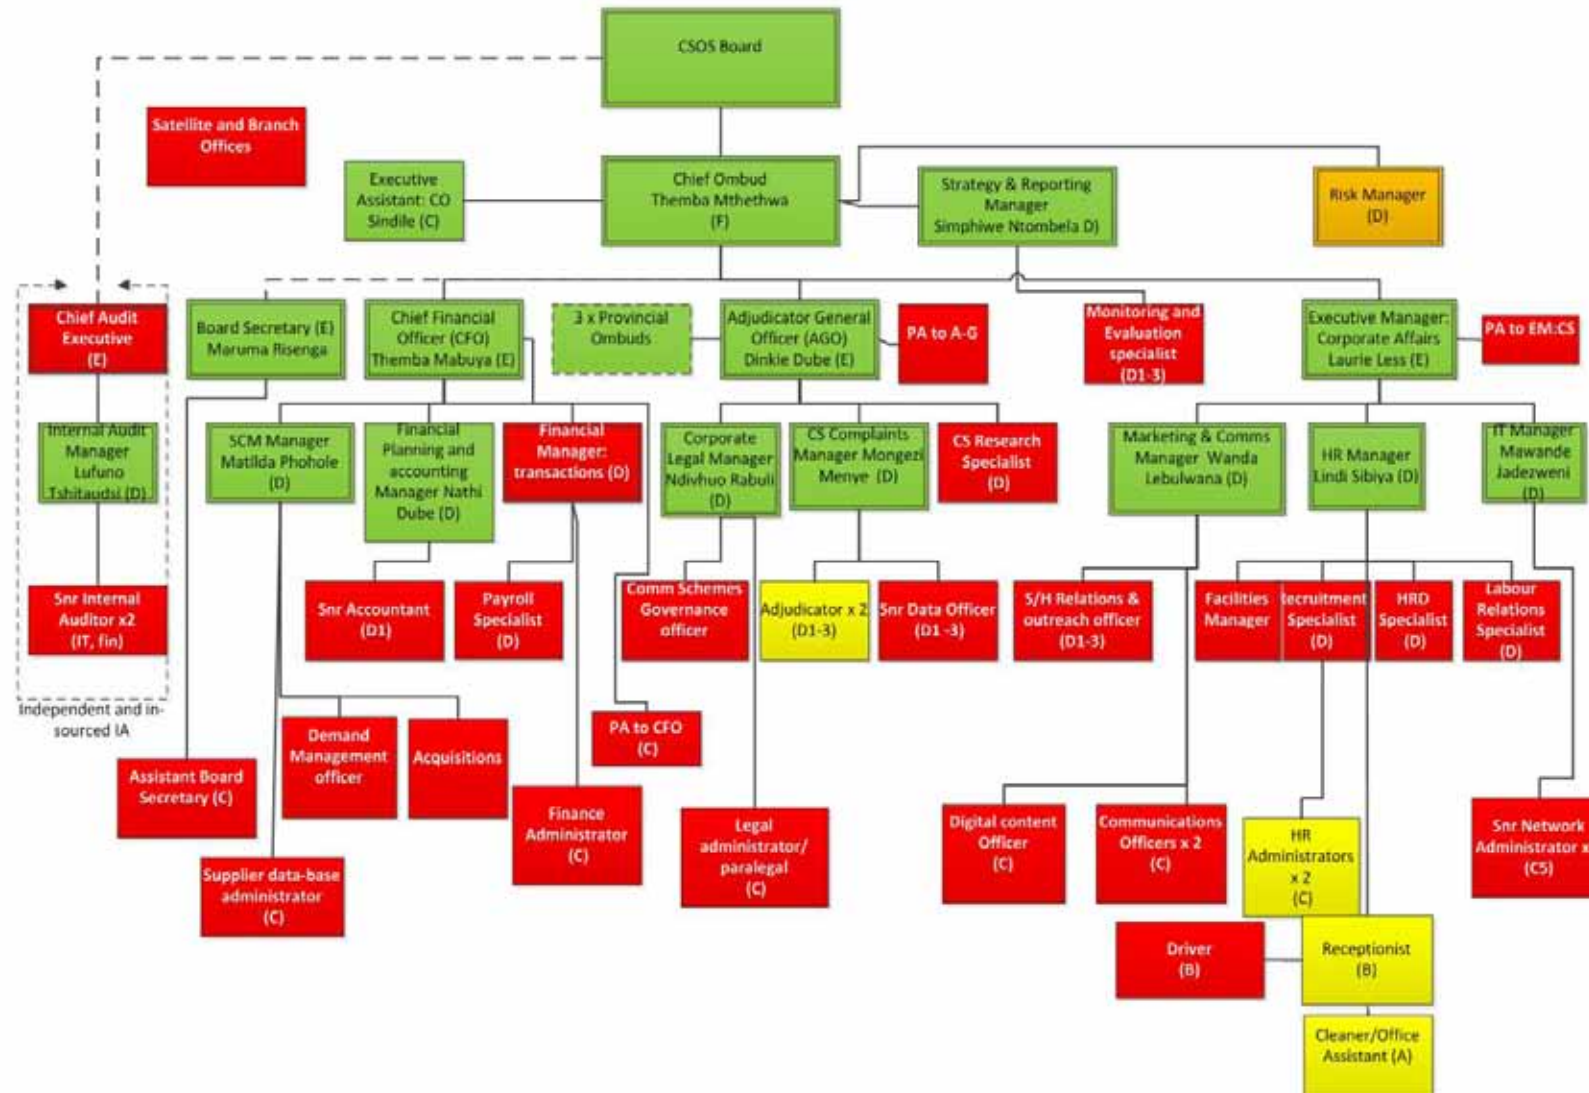 CSOS Board
Satellite and Branch
Offices
Executive
Assistant: CO
Sindile (C)
Chief Ombud
Themba Mthethwa
(F)
Strategy & Reporting
Manager
Simphiwe Ntombela D)
Risk Manager
(D)
Chief Audit
Executive
(E)
Board Secretary (E)
Maruma Risenga
Chief Financial
Officer (CFO)
Themba Mabuya (E)
3 x Provincial
Ombuds
Adjudicator General
Officer (AGO)
Dinkie Dube (E)
PA to A-G
Monitoring and
Evaluation
specialist
(D1-3)
Executive Manager:
Corporate Affairs
Laurie Less (E)
PA to EM:CS
Internal Audit
Manager
Lufuno
Tshitaudsi (D)
SCM Manager
Matilda Phohole
(D)
Financial
Planning and
accounting
Manager Nathi
Dube (D)
Financial
Manager:
transactions (D)
Corporate
Legal Manager
Ndivhuo Rabuli
(D)
CS Complaints
Manager Mongezi
Menye (D)
CS Research
Specialist
(D)
Marketing & Comms
Manager Wanda
Lebulwana (D)
HR Manager
Lindi Sibiya (D)
IT Manager
Mawande
Jadezweni
(D)
Snr Internal
Auditor x2
(IT, fin)
Snr Accountant
(D1)
Payroll
Specialist
(D)
Comm Schemes
Governance
officer
Adjudicator x 2
(D1-3)
Snr Data Officer
(D1 -3)
S/H Relations &
outreach officer
(D1-3)
Facilities
Manager
Recruitment
Specialist
(D)
HRD
Specialist
(D)
Labour
Relations
Specialist
(D)
Independent and in-
sourced IA
Assistant Board
Secretary (C)
Demand
Management
officer
Acquisitions
PA to CFO
(C)
Supplier data-base
administrator
(C)
Finance
Administrator
(C)
Legal
administrator/
paralegal
(C)
Digital content
Officer
(C)
Communications
Officers x 2
(C)
HR
Administrators
x 2
(C)
Snr Network
Administrator x
(C5)
Driver
(B)
Receptionist
(B)
Cleaner/Office
Assistant (A)